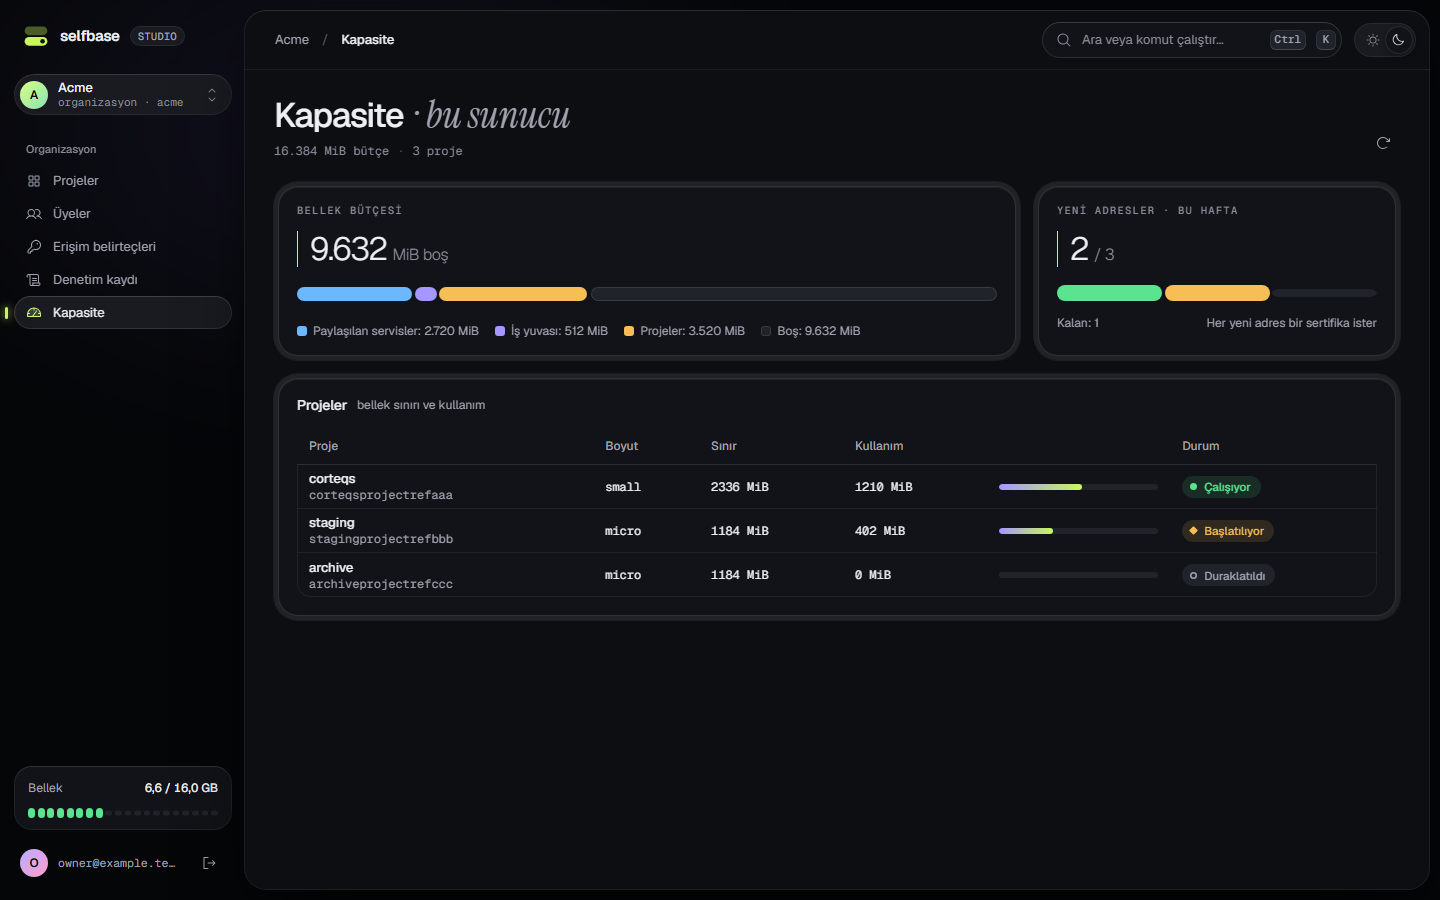 selfbase STUDIO
Acme / Kapasite
Ara veya komut çalıştır... Ctrl K
A
Acme
organizasyon · acme
Organizasyon
Projeler
Üyeler
Erişim belirteçleri
Denetim kaydı
Kapasite
Kapasite · bu sunucu
16.384 MiB bütçe · 3 proje
BELLEK BÜTÇESİ
9.632 MiB boş
Paylaşılan servisler: 2.720 MiB İş yuvası: 512 MiB Projeler: 3.520 MiB Boş: 9.632 MiB
YENİ ADRESLER · BU HAFTA
2 / 3
Kalan: 1 Her yeni adres bir sertifika ister
Projeler bellek sınırı ve kullanım
Proje Boyut Sınır Kullanım Durum
corteqs
corteqsprojectrefaaa
small 2336 MiB 1210 MiB Çalışıyor
staging
stagingprojectrefbbb
micro 1184 MiB 402 MiB Başlatılıyor
archive
archiveprojectrefccc
micro 1184 MiB 0 MiB Duraklatıldı
Bellek 6,6 / 16,0 GB
O owner@example.te…